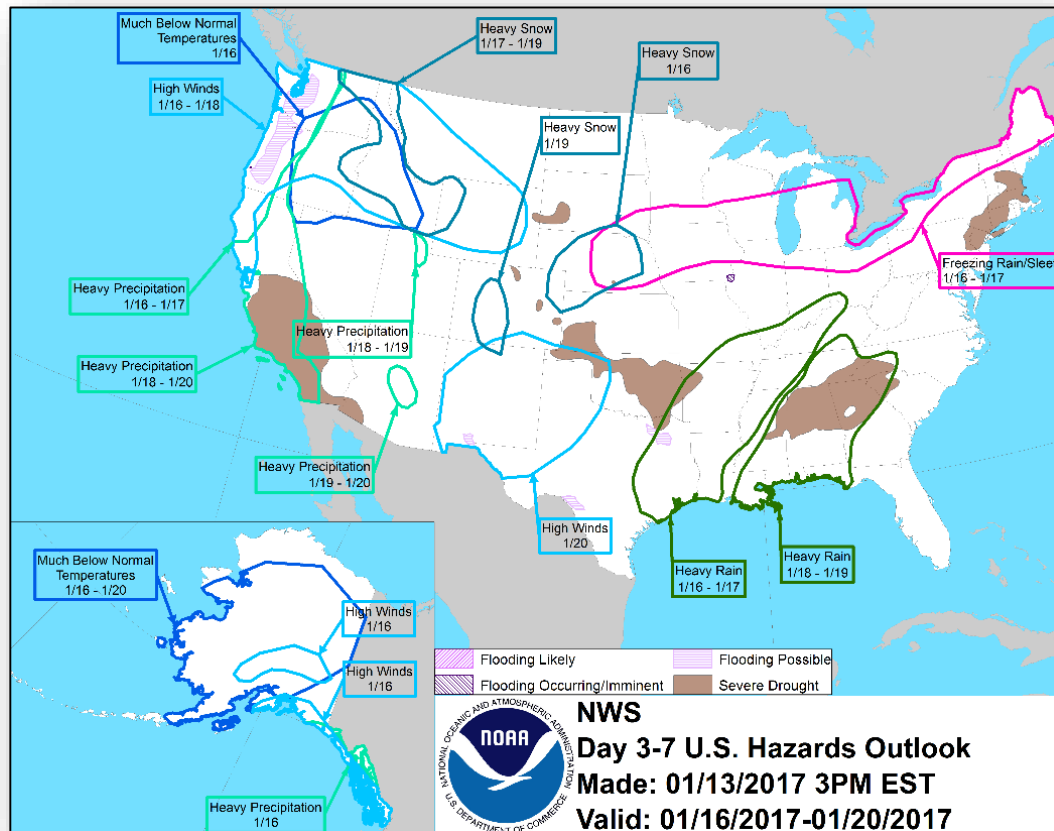 Much Below Normal
Temperatures
1/16
Heavy Snow
1/17 - 1/19
Heavy Snow
1/16
High Winds
1/16 - 1/18
Heavy Snow
1/19
Freezing Rain/Sleet
1/16 - 1/17
Heavy Precipitation
1/16 - 1/17
Heavy Precipitation
1/18 - 1/19
Heavy Precipitation
1/18 - 1/20
Heavy Precipitation
1/19 - 1/20
High Winds
1/20
Heavy Rain
1/16 - 1/17
Heavy Rain
1/18 - 1/19
Much Below Normal
Temperatures
1/16 - 1/20
High Winds
1/16
High Winds
1/16
Heavy Precipitation
1/16
Flooding Likely
Flooding Possible
Flooding Occurring/Imminent
Severe Drought
NATIONAL OCEANIC AND ATMOSPHERIC ADMINISTRATION
NOAA
U.S. DEPARTMENT OF COMMERCE
NWS
Day 3-7 U.S. Hazards Outlook
Made: 01/13/2017 3PM EST
Valid: 01/16/2017-01/20/2017